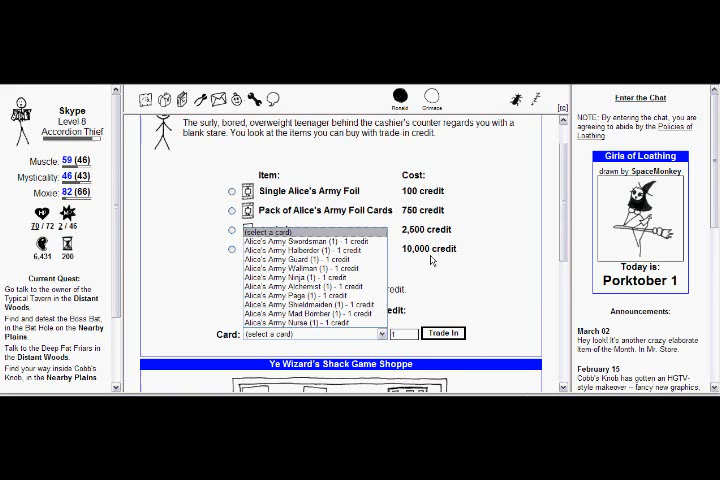 Skype
Level 8
Accordion Thief
Muscle: 59 (46)
Mysticality: 46 (43)
Moxie: 82 (66)
70 / 72 2 / 46
6,431 200
Current Quest:
Go talk to the owner of the
Typical Tavern in the Distant
Woods.
Find and defeat the Boss Bat,
in the Bat Hole on the Nearby
Plains.
Talk to the Deep Fat Friars in
the Distant Woods.
Find your way inside Cobb's
Knob, in the Nearby Plains.
Ronald Grimace
[re]
The surly, bored, overweight teenager behind the cashier's counter regards you with a
blank stare. You look at the items you can buy with trade-in credit.
Item: Cost:
Single Alice's Army Foil 100 credit
Pack of Alice's Army Foil Cards 750 credit
2,500 credit
10,000 credit
(select a card)
Alice's Army Swordsman (1) - 1 credit
Alice's Army Halberder (1) - 1 credit
Alice's Army Guard (1) - 1 credit
Alice's Army Wallman (1) - 1 credit
Alice's Army Ninja (1) - 1 credit
Alice's Army Alchemist (1) - 1 credit
Alice's Army Page (1) - 1 credit
Alice's Army Shieldmaiden (1) - 1 credit
Alice's Army Mad Bomber (1) - 1 credit
Alice's Army Nurse (1) - 1 credit
Card: (select a card) 1 Trade In
Ye Wizard's Shack Game Shoppe
Enter the Chat
NOTE: By entering the chat, you are
agreeing to abide by the Policies of
Loathing
Girls of Loathing
drawn by SpaceMonkey
Today is:
Porktober 1
Announcements:
March 02
Hey look! It's another crazy elaborate
Item-of-the-Month. In Mr. Store.
February 15
Cobb's Knob has gotten an HGTV-
style makeover -- fancy new graphics,